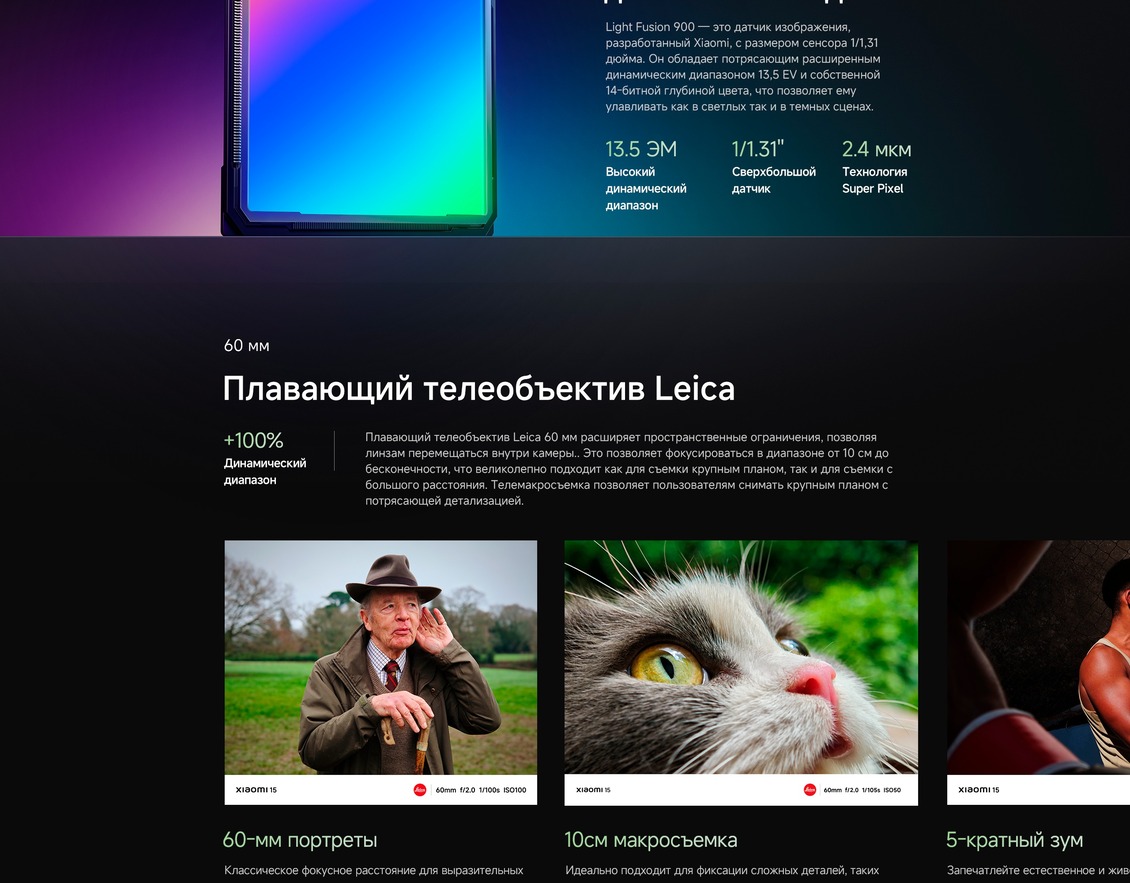 Light Fusion 900 — это датчик изображения,
разработанный Xiaomi, с размером сенсора 1/1,31
дюйма. Он обладает потрясающим расширенным
динамическим диапазоном 13,5 EV и собственной
14-битной глубиной цвета, что позволяет ему
улавливать как в светлых так и в темных сценах.
13.5 ЭМ
Высокий
динамический
диапазон
1/1.31"
Сверхбольшой
датчик
2.4 мкм
Технология
Super Pixel
60 мм
Плавающий телеобъектив Leica
+100%
Динамический
диапазон
Плавающий телеобъектив Leica 60 мм расширяет пространственные ограничения, позволяя
линзам перемещаться внутри камеры.. Это позволяет фокусироваться в диапазоне от 10 см до
бесконечности, что великолепно подходит как для съемки крупным планом, так и для съемки с
большого расстояния. Телемакросъемка позволяет пользователям снимать крупным планом с
потрясающей детализацией.
xiaomi 15
Leica
60mm f/2.0 1/100s ISO100
xiaomi 15
Leica
60mm f/2.0 1/105s ISO50
xiaomi 15
60-мм портреты
Классическое фокусное расстояние для выразительных
10см макросъемка
Идеально подходит для фиксации сложных деталей, таких
5-кратный зум
Запечатлейте естественное и жив